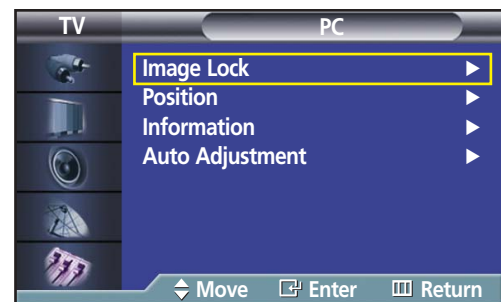 TV PC
Image Lock
Position
Information
Auto Adjustment
Move Enter Return